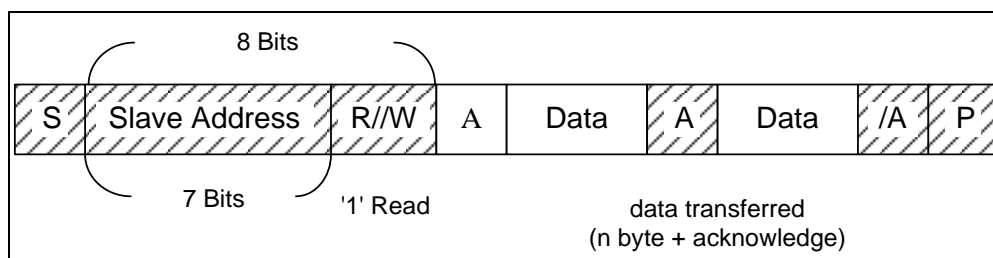 8 Bits
S Slave Address R//W A Data A Data /A P
7 Bits '1' Read data transferred
(n byte + acknowledge)